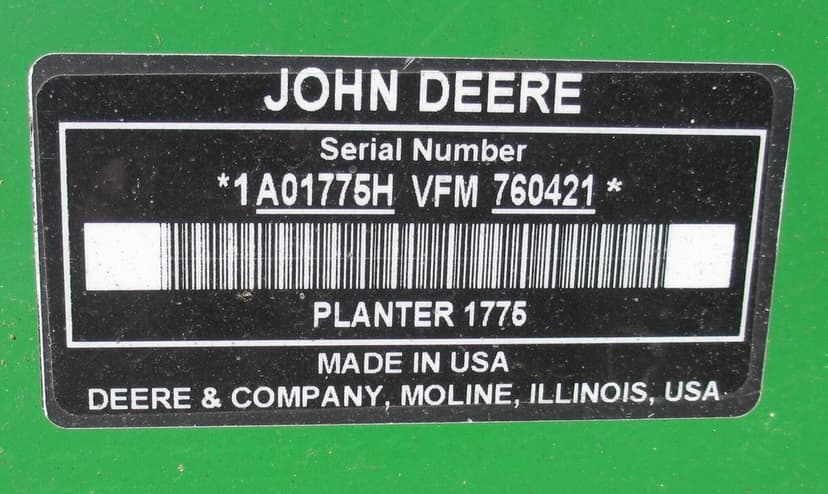 JOHN DEERE
Serial Number
*1A01775H VFM 760421*
PLANTER 1775
MADE IN USA
DEERE & COMPANY, MOLINE, ILLINOIS, USA